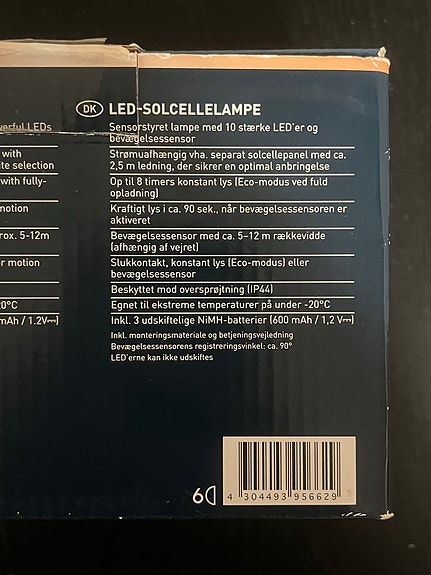 DK LED-SOLCELLELAMPE
Sensorstyret lampe med 10 stærke LED'er og
bevægelsessensor
Strømuafhængig vha. separat solcellepanel med ca.
2,5 m ledning, der sikrer en optimal anbringelse
Op til 8 timers konstant lys (Eco-modus ved fuld
opladning)
Kraftigt lys i ca. 90 sek., når bevægelsessensoren er
aktiveret
Bevægelsessensor med ca. 5–12 m rækkevidde
(afhængig af vejret)
Slukkontakt, konstant lys (Eco-modus) eller
bevægelsessensor
Beskyttet mod oversprøjtning (IP44)
Egnet til ekstreme temperaturer på under -20°C
Inkl. 3 udskiftelige NiMH-batterier (600 mAh / 1,2 V⎓)
Inkl. monteringsmateriale og betjeningsvejledning
Bevægelsessensorens registreringsvinkel: ca. 90°
LED'erne kan ikke udskiftes
werful LEDs
with
ite selection
with fully-
motion
rox. 5-12m
r motion
20°C
mAh / 1.2V⎓)
6
4 304493 956629